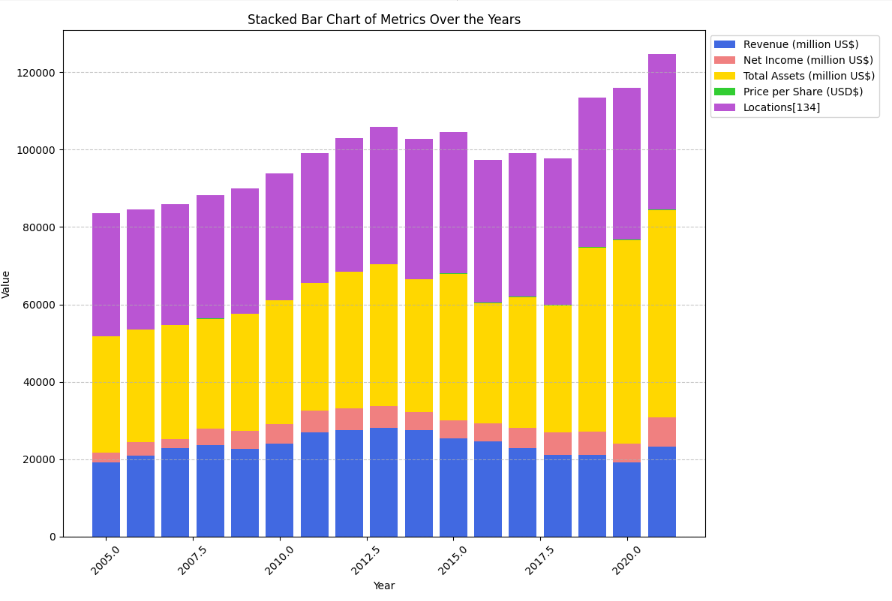 Stacked Bar Chart of Metrics Over the Years
Revenue (million US$)
Net Income (million US$)
Total Assets (million US$)
Price per Share (USD$)
Locations[134]
120000
100000
80000
60000
40000
20000
0
Value
2005.0
2007.5
2010.0
2012.5
2015.0
2017.5
2020.0
Year